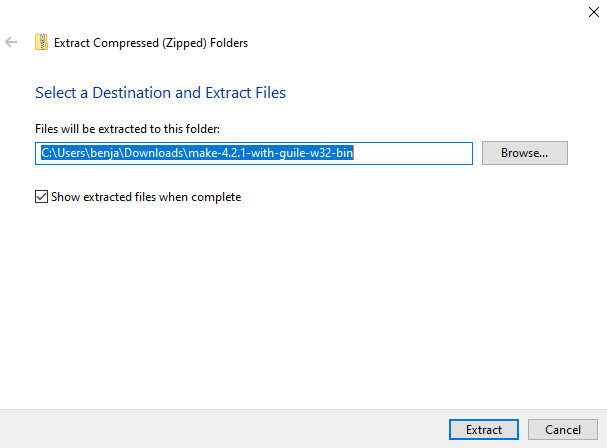 Extract Compressed (Zipped) Folders
Select a Destination and Extract Files
Files will be extracted to this folder:
C:\Users\benja\Downloads\make-4.2.1-with-guile-w32-bin
Browse...
Show extracted files when complete
Extract
Cancel